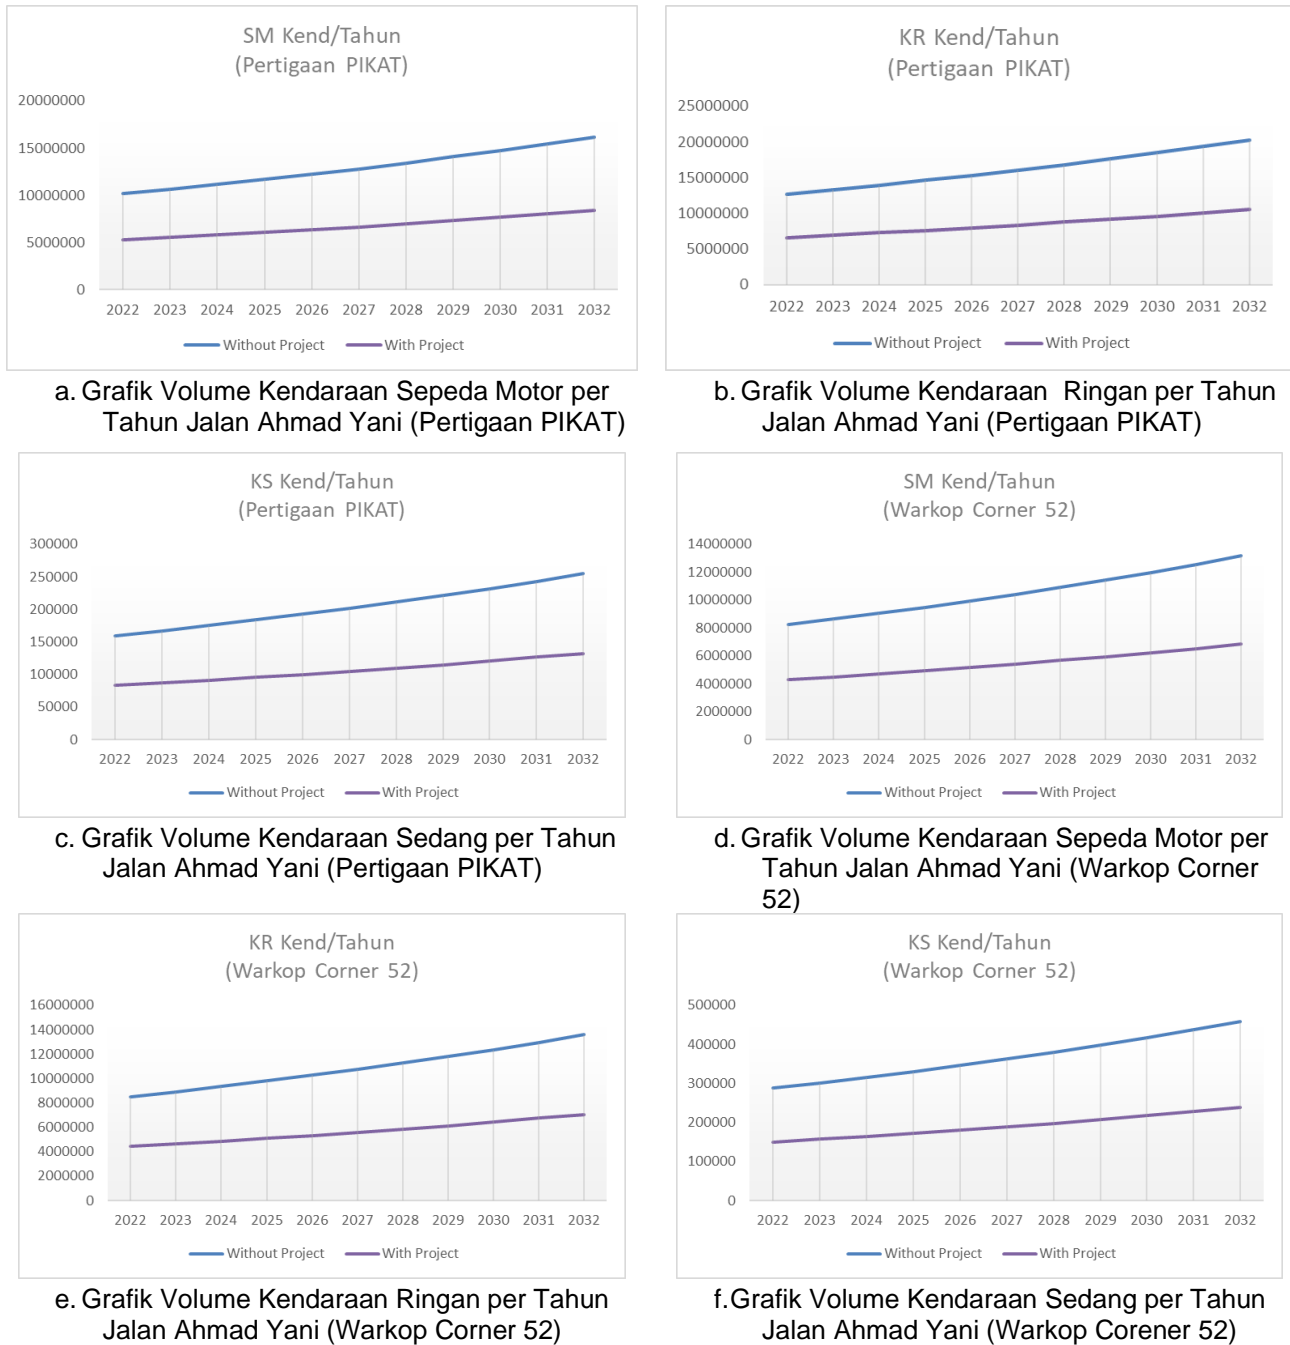 SM Kend/Tahun
(Pertigaan PIKAT)
20000000
15000000
10000000
5000000
0
2022 2023 2024 2025 2026 2027 2028 2029 2030 2031 2032
Without Project With Project
a. Grafik Volume Kendaraan Sepeda Motor per
Tahun Jalan Ahmad Yani (Pertigaan PIKAT)
KR Kend/Tahun
(Pertigaan PIKAT)
25000000
20000000
15000000
10000000
5000000
0
2022 2023 2024 2025 2026 2027 2028 2029 2030 2031 2032
Without Project With Project
b. Grafik Volume Kendaraan Ringan per Tahun
Jalan Ahmad Yani (Pertigaan PIKAT)
KS Kend/Tahun
(Pertigaan PIKAT)
300000
250000
200000
150000
100000
50000
0
2022 2023 2024 2025 2026 2027 2028 2029 2030 2031 2032
Without Project With Project
c. Grafik Volume Kendaraan Sedang per Tahun
Jalan Ahmad Yani (Pertigaan PIKAT)
SM Kend/Tahun
(Warkop Corner 52)
14000000
12000000
10000000
8000000
6000000
4000000
2000000
0
2022 2023 2024 2025 2026 2027 2028 2029 2030 2031 2032
Without Project With Project
d. Grafik Volume Kendaraan Sepeda Motor per
Tahun Jalan Ahmad Yani (Warkop Corner
52)
KR Kend/Tahun
(Warkop Corner 52)
16000000
14000000
12000000
10000000
8000000
6000000
4000000
2000000
0
2022 2023 2024 2025 2026 2027 2028 2029 2030 2031 2032
Without Project With Project
e. Grafik Volume Kendaraan Ringan per Tahun
Jalan Ahmad Yani (Warkop Corner 52)
KS Kend/Tahun
(Warkop Corner 52)
500000
400000
300000
200000
100000
0
2022 2023 2024 2025 2026 2027 2028 2029 2030 2031 2032
Without Project With Project
f.Grafik Volume Kendaraan Sedang per Tahun
Jalan Ahmad Yani (Warkop Corener 52)